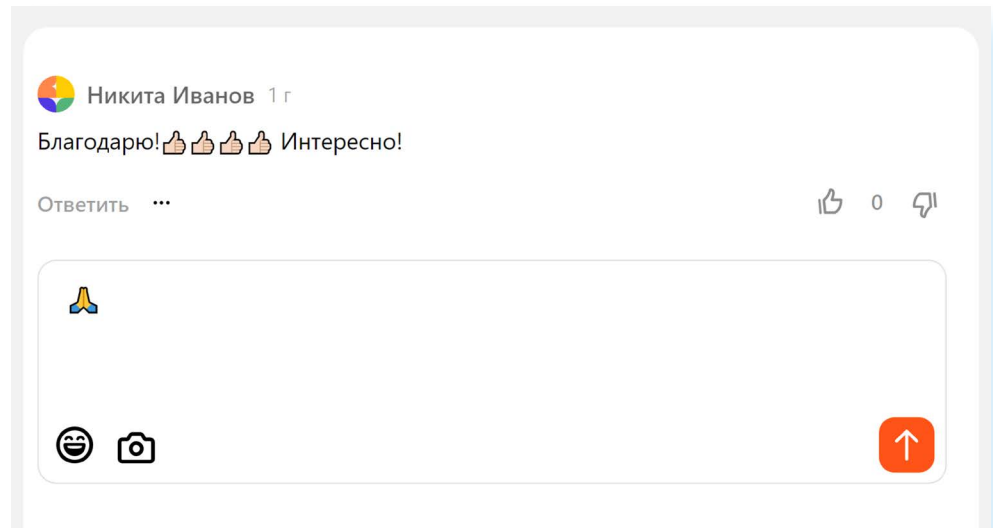 Никита Иванов 1 г
Благодарю!👍🏻👍🏻👍🏻👍🏻 Интересно!
Ответить ••• 0
🙏